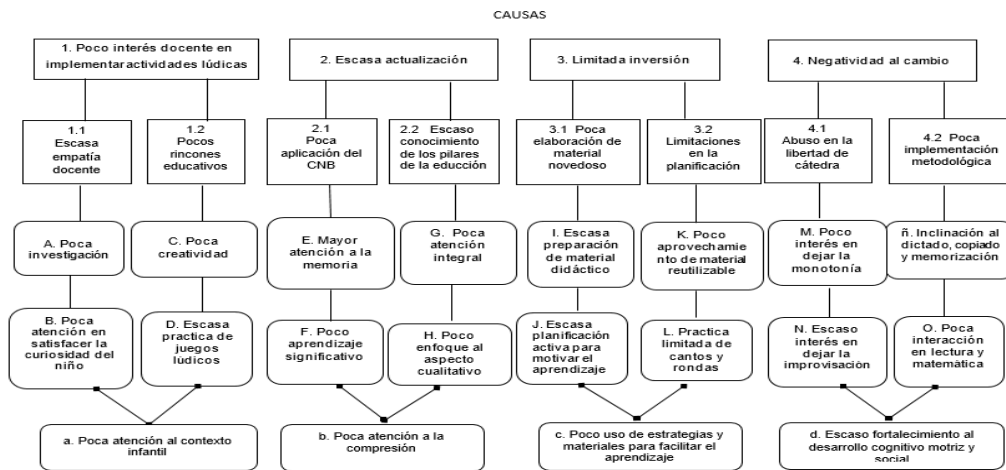 CAUSAS
1. Poco interés docente en
implementar actividades lúdicas
2. Escasa actualización
3. Limitada inversión
4. Negatividad al cambio
1.1
Escasa
empatía
docente
1.2
Pocos
rincones
educativos
2.1
Poca
aplicación del
CNB
2.2 Escaso
conocimiento
de los pilares
de la educción
3.1 Poca
elaboración de
material
novedoso
3.2
Limitaciones
en la
planificación
4.1
Abuso en la
libertad de
cátedra
4.2 Poca
implementación
metodológica
A. Poca
investigación
C. Poca
creatividad
E. Mayor
atención a la
memoria
G. Poca
atención
integral
I. Escasa
preparación
de material
didáctico
K. Poco
aprovechamie
nto de material
reutilizable
M. Poco
interés en
dejar la
monotonía
ñ. Inclinación al
dictado, copiado
y memorización
B. Poca
atención en
satisfacer la
curiosidad del
niño
D. Escasa
practica de
juegos
lúdicos
F. Poco
aprendizaje
significativo
H. Poco
enfoque al
aspecto
cualitativo
J. Escasa
planificación
activa para
motivar el
aprendizaje
L. Practica
limitada de
cantos y
rondas
N. Escaso
interés en
dejar la
improvisaciòn
O. Poca
interacción
en lectura y
matemática
a. Poca atención al contexto
infantil
b. Poca atención a la
compresión
c. Poco uso de estrategias y
materiales para facilitar el
aprendizaje
d. Escaso fortalecimiento al
desarrollo cognitivo motriz y
social